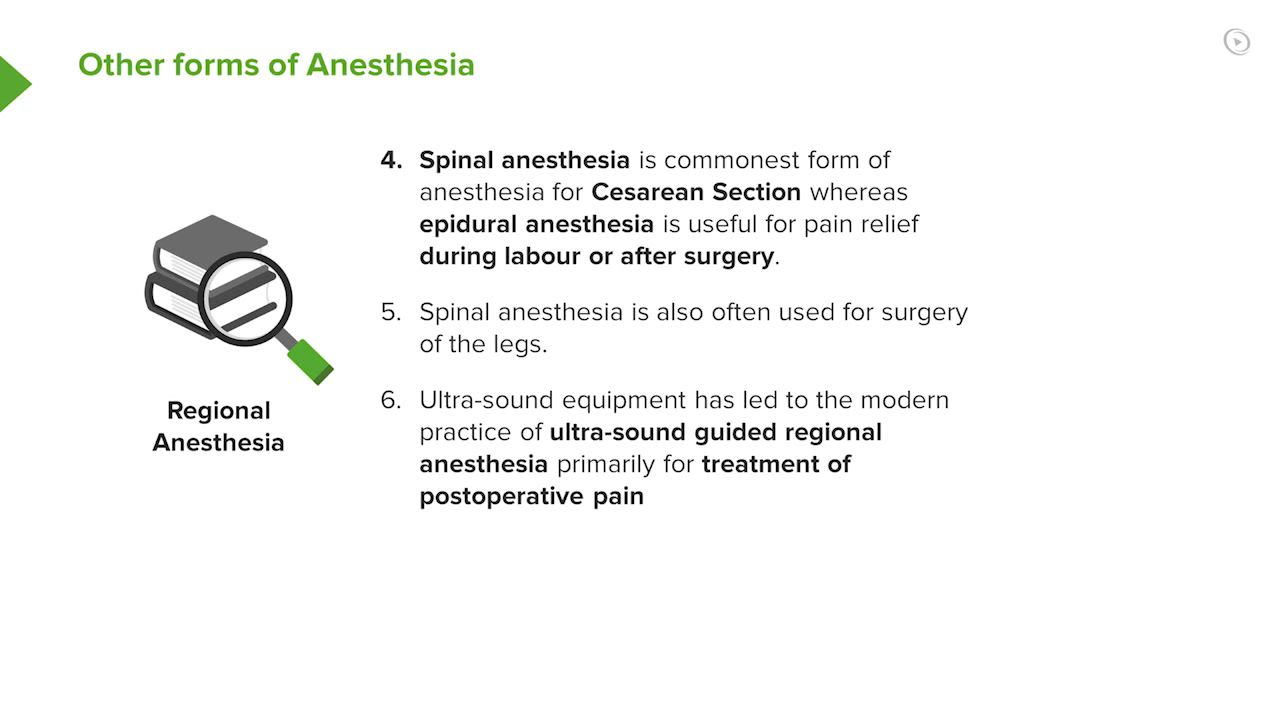 Other forms of Anesthesia
4. Spinal anesthesia is commonest form of
anesthesia for Cesarean Section whereas
epidural anesthesia is useful for pain relief
during labour or after surgery.
5. Spinal anesthesia is also often used for surgery
of the legs.
6. Ultra-sound equipment has led to the modern
practice of ultra-sound guided regional
anesthesia primarily for treatment of
postoperative pain
Regional
Anesthesia